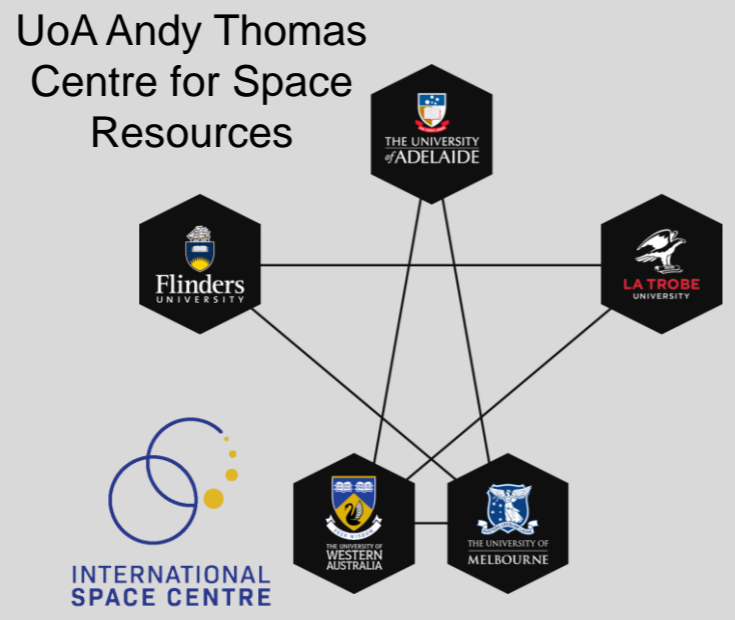 UoA Andy Thomas
Centre for Space
Resources
THE UNIVERSITY
of ADELAIDE
Flinders
UNIVERSITY
LA TROBE
UNIVERSITY
THE UNIVERSITY OF
WESTERN
AUSTRALIA
THE UNIVERSITY OF
MELBOURNE
INTERNATIONAL
SPACE CENTRE